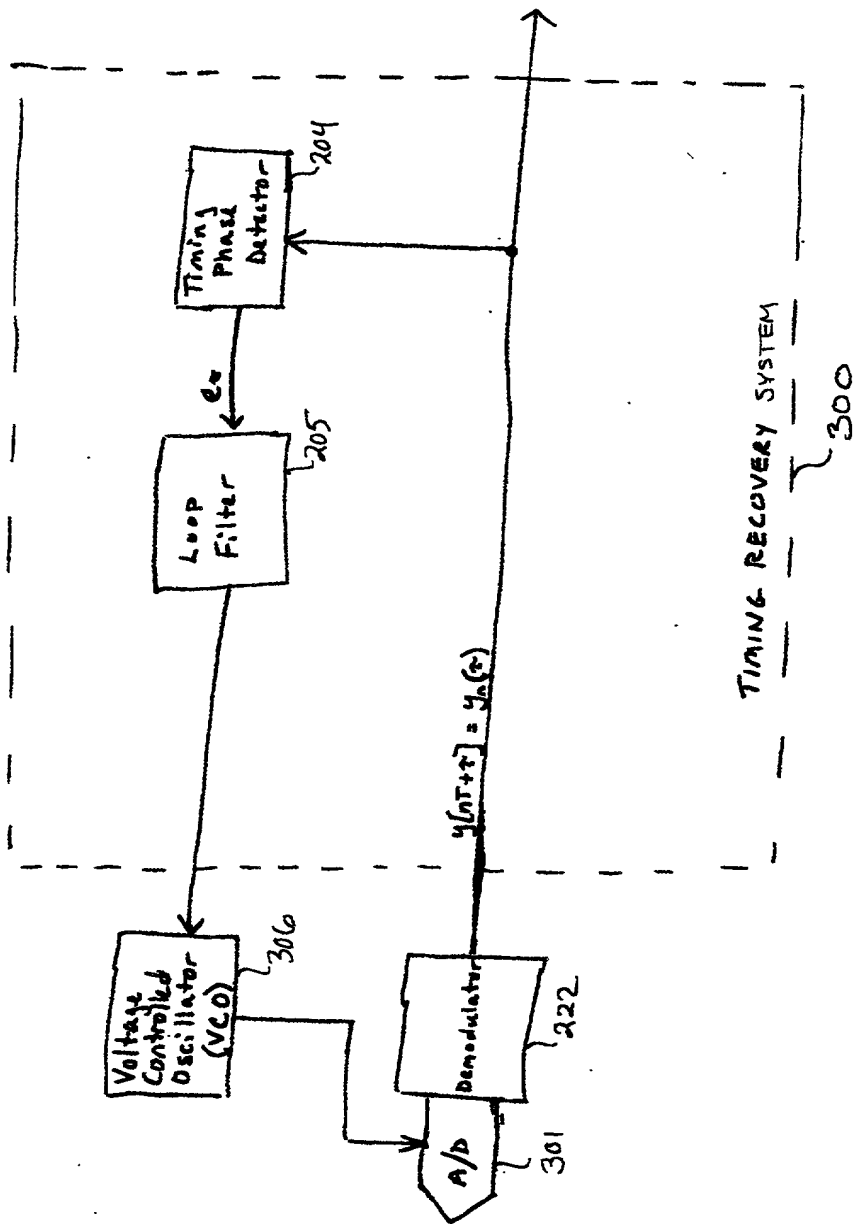 Timing
Phase
Detector
204
Loop
Filter
205
Voltage
Controlled
Oscillator
(VCO)
306
A/D
301
Demodulator
222
y[nT+τ] = yn(τ)
TIMING RECOVERY SYSTEM
300